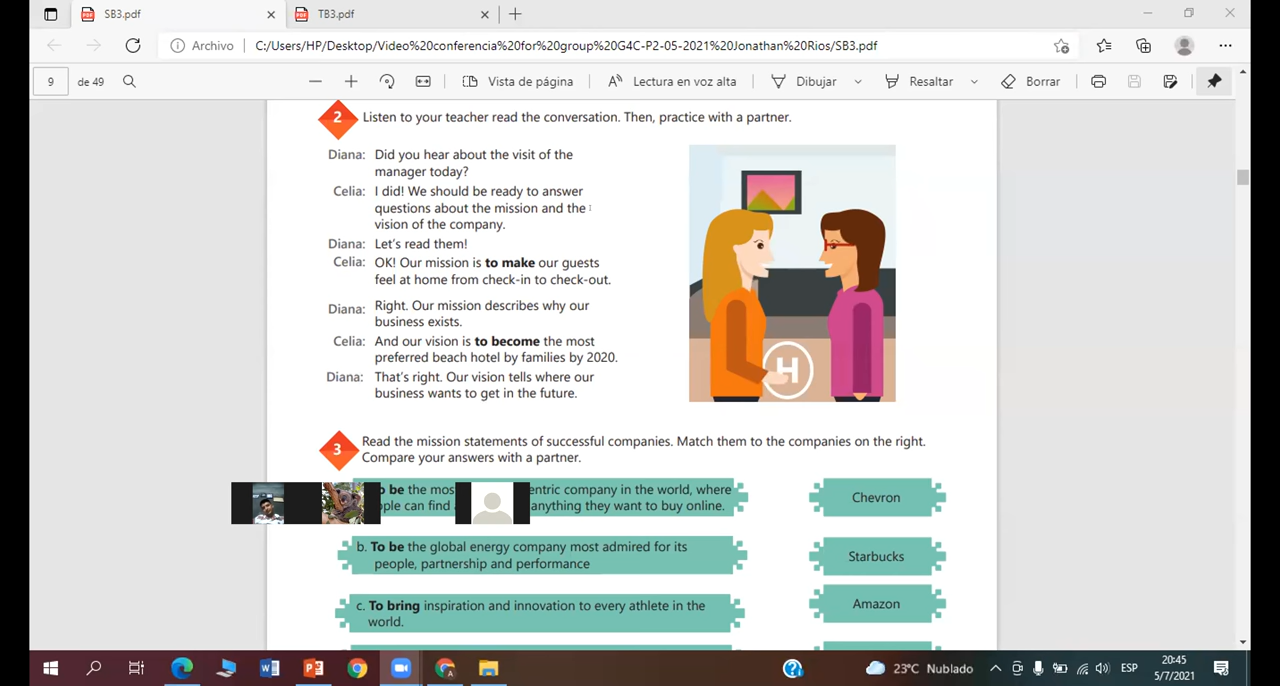 SB3.pdf
TB3.pdf
Archivo C:/Users/HP/Desktop/Video%20conferencia%20for%20group%20G4C-P2-05-2021%20Jonathan%20Rios/SB3.pdf
9 de 49
Vista de página
Lectura en voz alta
Dibujar
Resaltar
Borrar
2 Listen to your teacher read the conversation. Then, practice with a partner.
Diana: Did you hear about the visit of the
manager today?
Celia: I did! We should be ready to answer
questions about the mission and the
vision of the company.
Diana: Let's read them!
Celia: OK! Our mission is to make our guests
feel at home from check-in to check-out.
Diana: Right. Our mission describes why our
business exists.
Celia: And our vision is to become the most
preferred beach hotel by families by 2020.
Diana: That's right. Our vision tells where our
business wants to get in the future.
H
3 Read the mission statements of successful companies. Match them to the companies on the right.
Compare your answers with a partner.
be the mos entric company in the world, where
ple can find anything they want to buy online.
Chevron
b. To be the global energy company most admired for its
people, partnership and performance
Starbucks
c. To bring inspiration and innovation to every athlete in the
world.
Amazon
23°C Nublado
ESP
20:45
5/7/2021